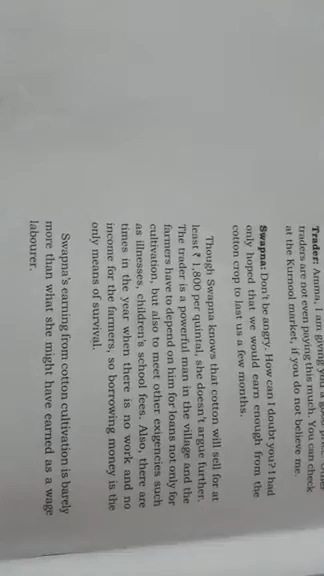 Trader: Amma, I am giving you a good price. Other
traders are not even paying this much. You can check
at the Kurnool market, if you do not believe me.
Swapna: Don't be angry. How can I doubt you? I had
only hoped that we would earn enough from the
cotton crop to last us a few months.
Though Swapna knows that cotton will sell for at
least ₹ 1,800 per quintal, she doesn't argue further.
The trader is a powerful man in the village and the
farmers have to depend on him for loans not only for
cultivation, but also to meet other exigencies such
as illnesses, children's school fees. Also, there are
times in the year when there is no work and no
income for the farmers, so borrowing money is the
only means of survival.
Swapna's earning from cotton cultivation is barely
more than what she might have earned as a wage
labourer.